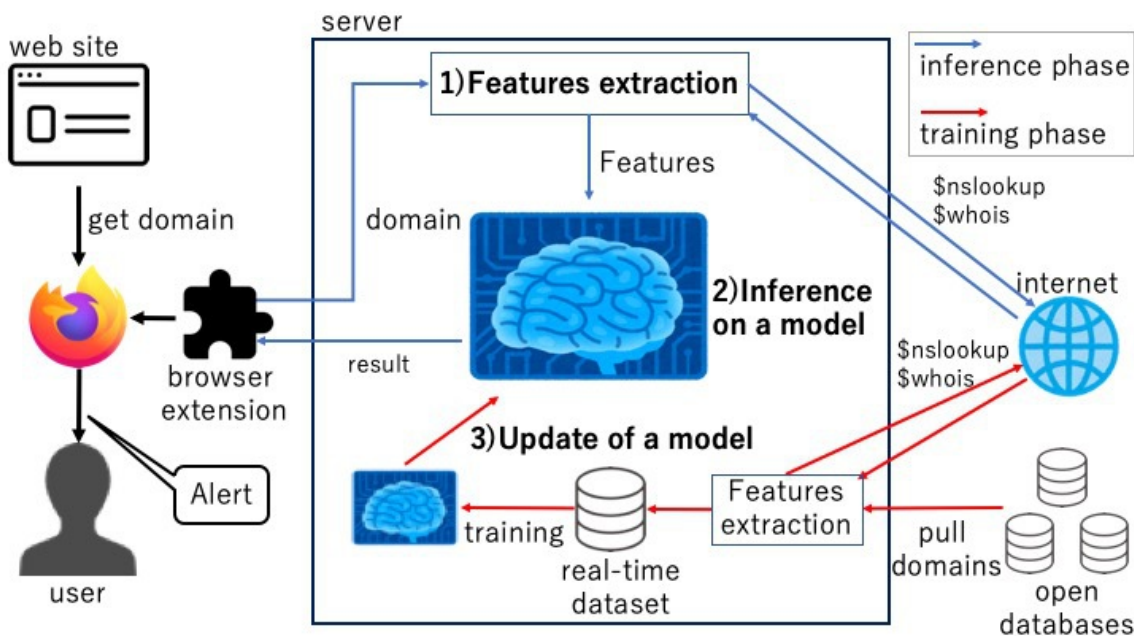 server
web site
1)Features extraction
inference phase
training phase
Features
$nslookup
$whois
get domain
domain
2)Inference
on a model
internet
result
browser
extension
$nslookup
$whois
3)Update of a model
Alert
Features
extraction
training
pull
domains
real-time
dataset
user
open
databases